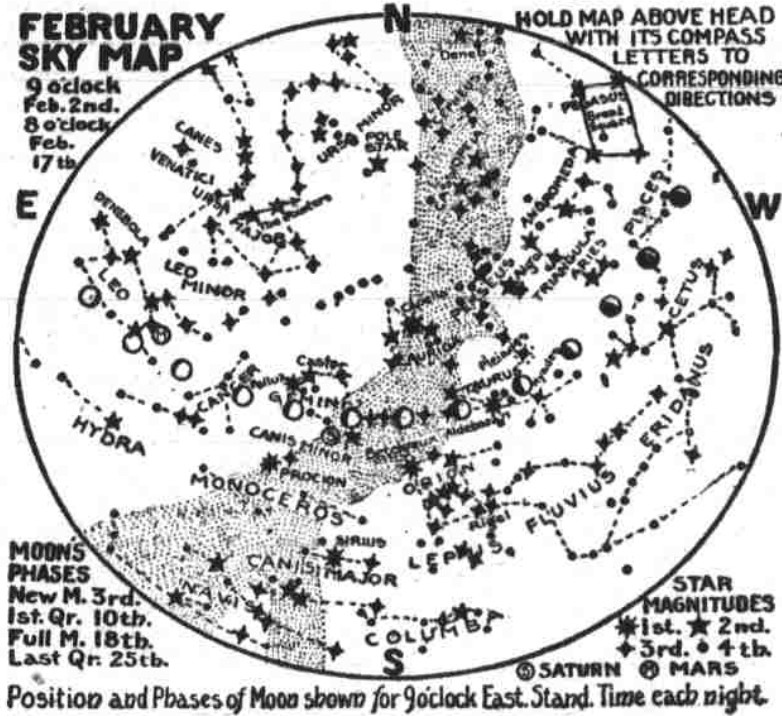 FEBRUARY
SKY MAP
9 o'clock
Feb. 2nd.
8 o'clock
Feb.
17th.
N
HOLD MAP ABOVE HEAD
WITH ITS COMPASS
LETTERS TO
CORRESPONDING
DIRECTIONS
E
W
S
CANES
VENATICI
URSA
MAJOR
The Pointers
URSA MINOR
POLE
STAR
PEGASUS
Great
Square
ANDROMEDA
PISCES
TRIANGULA
ARIES
PERSEUS
CETUS
DENEBOLA
LEO
LEO
MINOR
Capella
AURIGA
Pleiades
TAURUS
Castor
Pollux
GEMINI
CANCER
HYDRA
CANIS MINOR
PROCYON
MONOCEROS
ORION
Rigel
FLUVIUS
ERIDANUS
SIRIUS
CANIS MAJOR
LEPUS
NAVIS
COLUMBA
MOON'S
PHASES
New M. 3rd.
1st. Qr. 10th.
Full M. 18th.
Last Qr. 25th.
STAR
MAGNITUDES
1st. 2nd.
3rd. 4th.
S SATURN M MARS
Position and Phases of Moon shown for 9 o'clock East. Stand. Time each night.